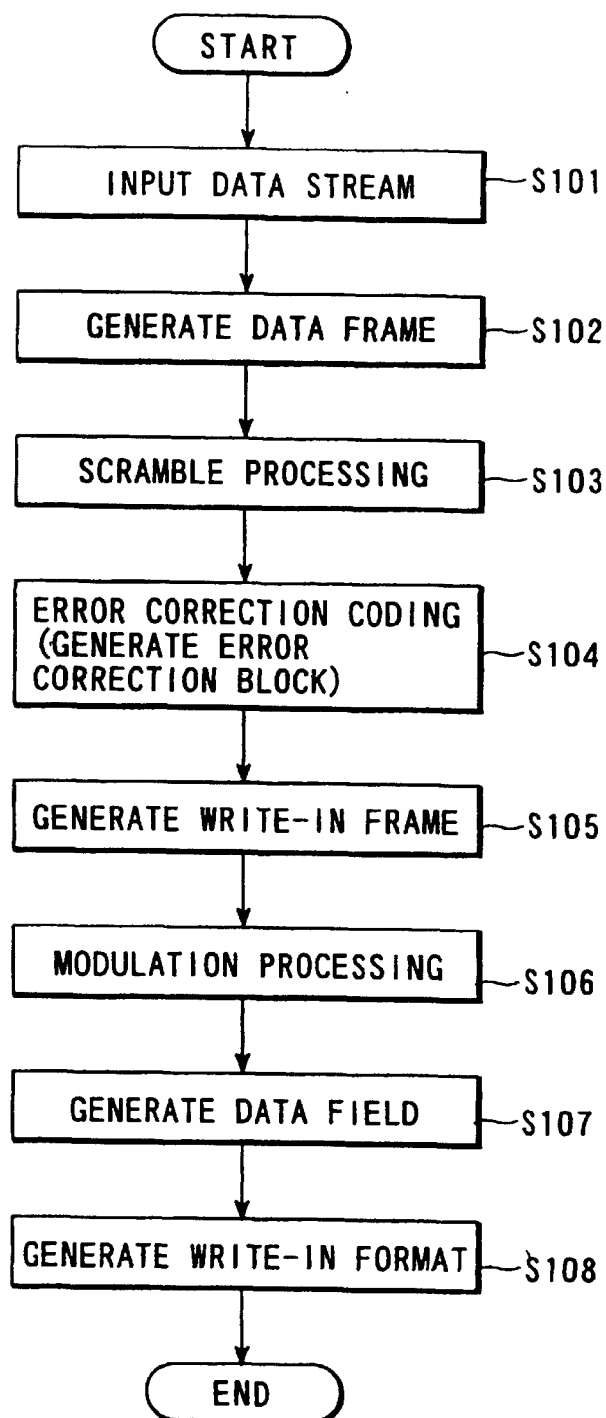 START
INPUT DATA STREAM
S101
GENERATE DATA FRAME
S102
SCRAMBLE PROCESSING
S103
ERROR CORRECTION CODING
(GENERATE ERROR
CORRECTION BLOCK)
S104
GENERATE WRITE-IN FRAME
S105
MODULATION PROCESSING
S106
GENERATE DATA FIELD
S107
GENERATE WRITE-IN FORMAT
S108
END